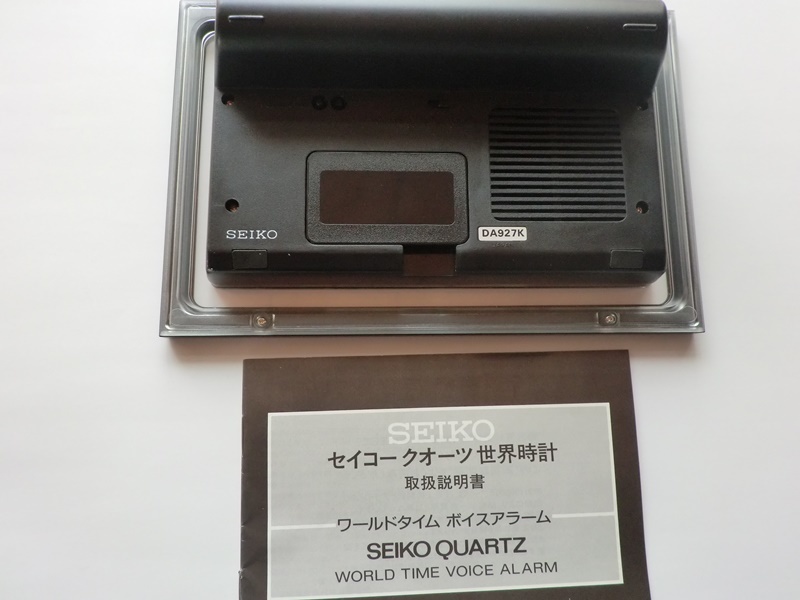 SEIKO
DA927K
SEIKO
セイコー クオーツ 世界時計
取扱説明書
ワールドタイム ボイスアラーム
SEIKO QUARTZ
WORLD TIME VOICE ALARM